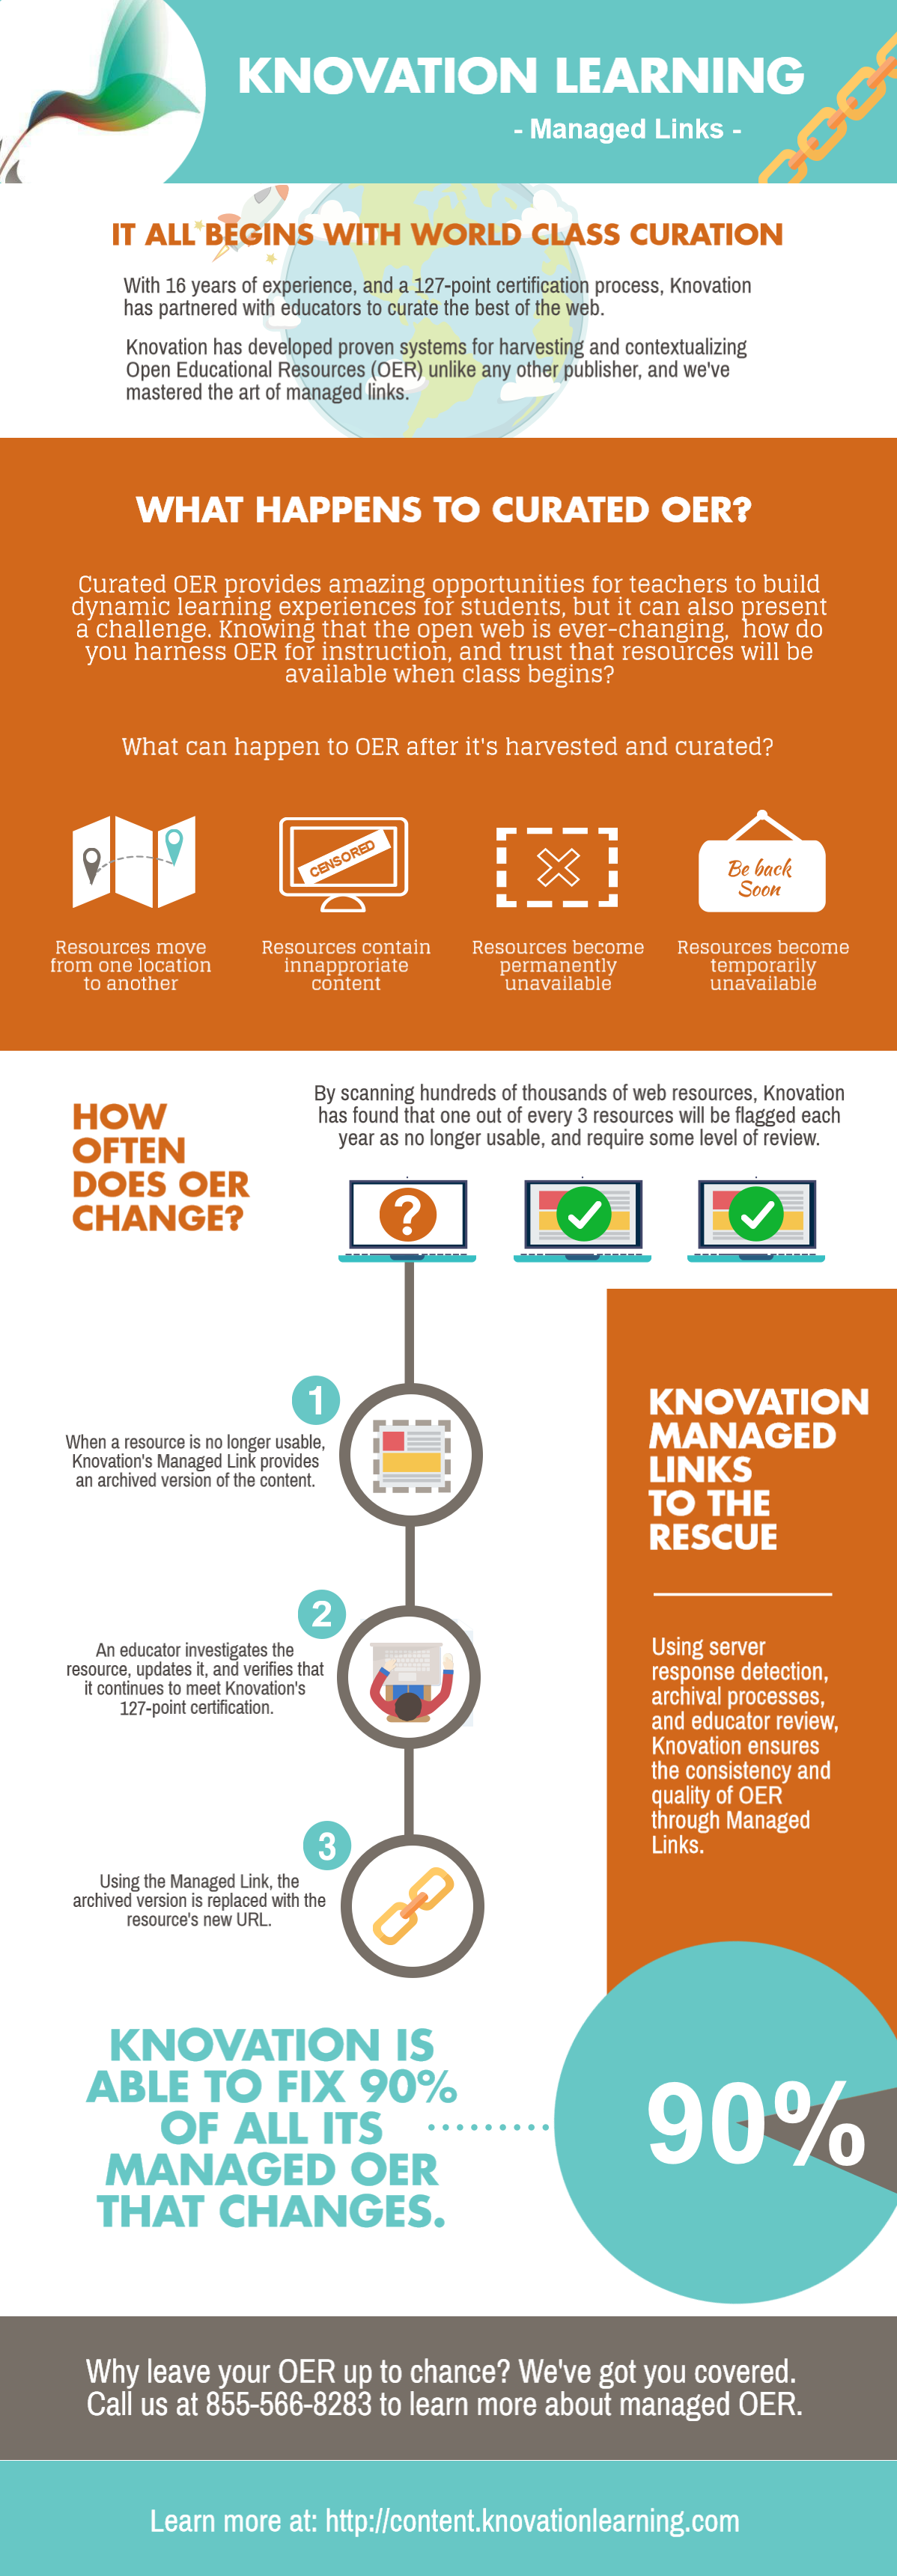 KNOVATION LEARNING
- Managed Links -
IT ALL BEGINS WITH WORLD CLASS CURATION
With 16 years of experience, and a 127-point certification process, Knovation
has partnered with educators to curate the best of the web.
Knovation has developed proven systems for harvesting and contextualizing
Open Educational Resources (OER) unlike any other publisher, and we've
mastered the art of managed links.
WHAT HAPPENS TO CURATED OER?
Curated OER provides amazing opportunities for teachers to build
dynamic learning experiences for students, but it can also present
a challenge. Knowing that the open web is ever-changing, how do
you harness OER for instruction, and trust that resources will be
available when class begins?
What can happen to OER after it's harvested and curated?
CENSORED
Be back
Soon
Resources move
from one location
to another
Resources contain
innapproriate
content
Resources become
permanently
unavailable
Resources become
temporarily
unavailable
HOW
OFTEN
DOES OER
CHANGE?
By scanning hundreds of thousands of web resources, Knovation
has found that one out of every 3 resources will be flagged each
year as no longer usable, and require some level of review.
?
1
When a resource is no longer usable,
Knovation's Managed Link provides
an archived version of the content.
2
An educator investigates the
resource, updates it, and verifies that
it continues to meet Knovation's
127-point certification.
3
Using the Managed Link, the
archived version is replaced with the
resource's new URL.
KNOVATION
MANAGED
LINKS
TO THE
RESCUE
Using server
response detection,
archival processes,
and educator review,
Knovation ensures
the consistency and
quality of OER
through Managed
Links.
KNOVATION IS
ABLE TO FIX 90%
OF ALL ITS
MANAGED OER
THAT CHANGES.
90%
Why leave your OER up to chance? We've got you covered.
Call us at 855-566-8283 to learn more about managed OER.
Learn more at: http://content.knovationlearning.com